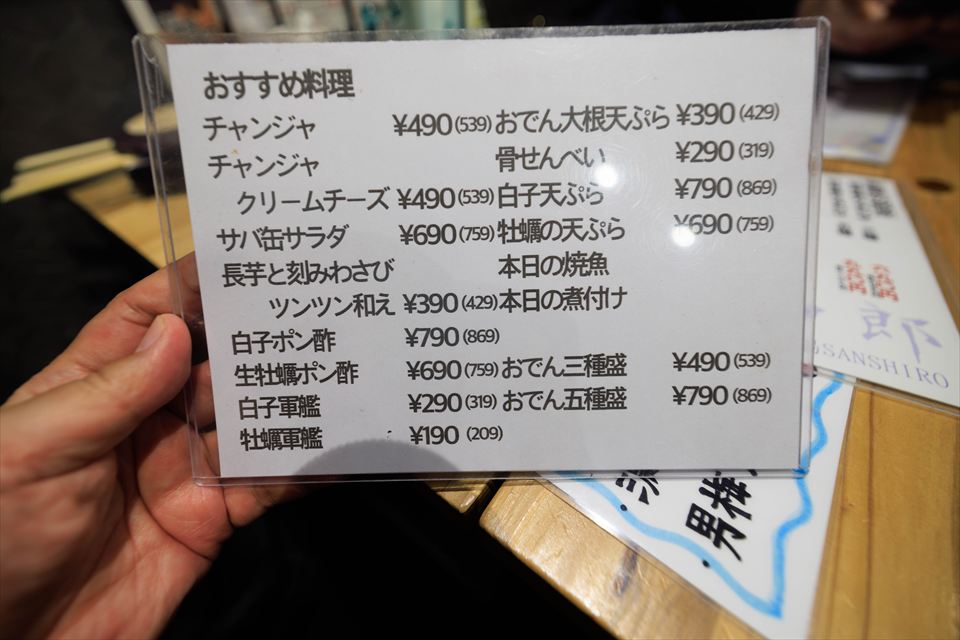 おすすめ料理
チャンジャ ¥490(539)
チャンジャ
クリームチーズ ¥490(539)
サバ缶サラダ ¥690(759)
長芋と刻みわさび
ツンツン和え ¥390(429)
白子ポン酢 ¥790(869)
生牡蠣ポン酢 ¥690(759)
白子軍艦 ¥290(319)
牡蠣軍艦 ¥190(209)
おでん大根天ぷら ¥390(429)
骨せんべい ¥290(319)
白子天ぷら ¥790(869)
牡蠣の天ぷら ¥690(759)
本日の焼魚
本日の煮付け
おでん三種盛 ¥490(539)
おでん五種盛 ¥790(869)
郎
SANSHIRO
男